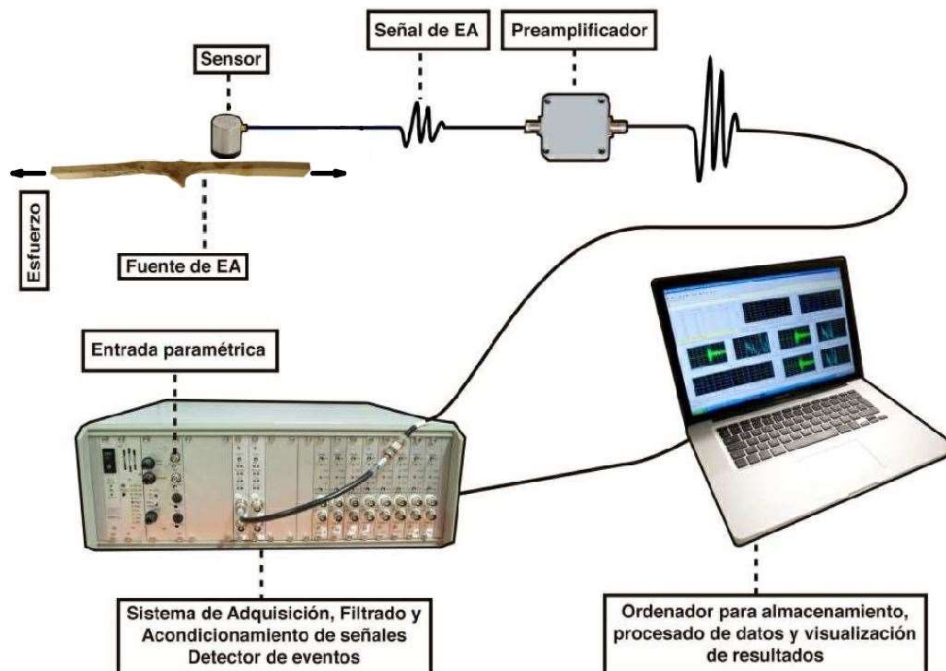 Señal de EA
Preamplificador
Sensor
Esfuerzo
Fuente de EA
Entrada paramétrica
Sistema de Adquisición, Filtrado y
Acondicionamiento de señales
Detector de eventos
Ordenador para almacenamiento,
procesado de datos y visualización
de resultados